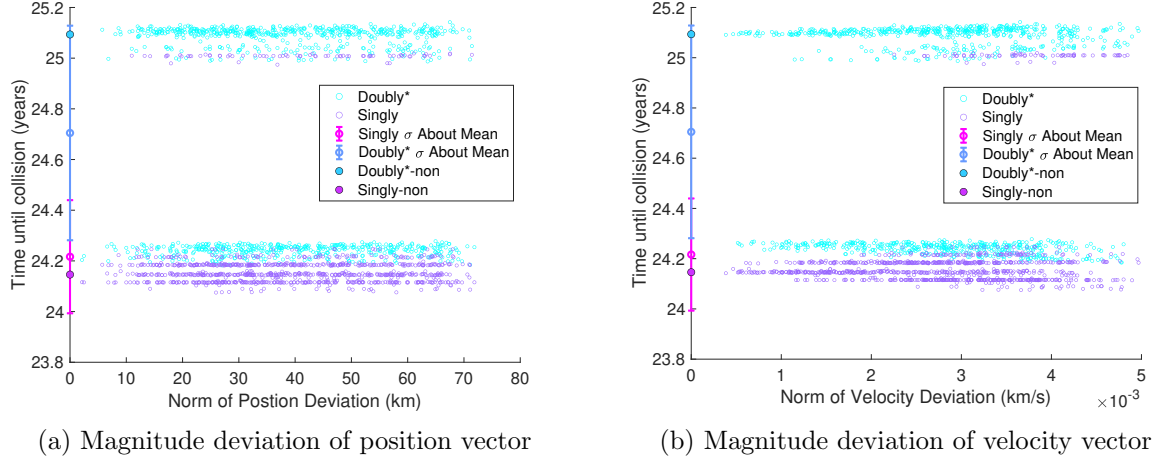 25.2
25
24.8
24.6
24.4
24.2
24
23.8
Time until collision (years)
0 10 20 30 40 50 60 70 80
Norm of Postion Deviation (km)
Doubly*
Singly
Singly σ About Mean
Doubly* σ About Mean
Doubly*-non
Singly-non
(a) Magnitude deviation of position vector
25.2
25
24.8
24.6
24.4
24.2
24
23.8
Time until collision (years)
0 1 2 3 4 5
×10⁻³
Norm of Velocity Deviation (km/s)
Doubly*
Singly
Singly σ About Mean
Doubly* σ About Mean
Doubly*-non
Singly-non
(b) Magnitude deviation of velocity vector